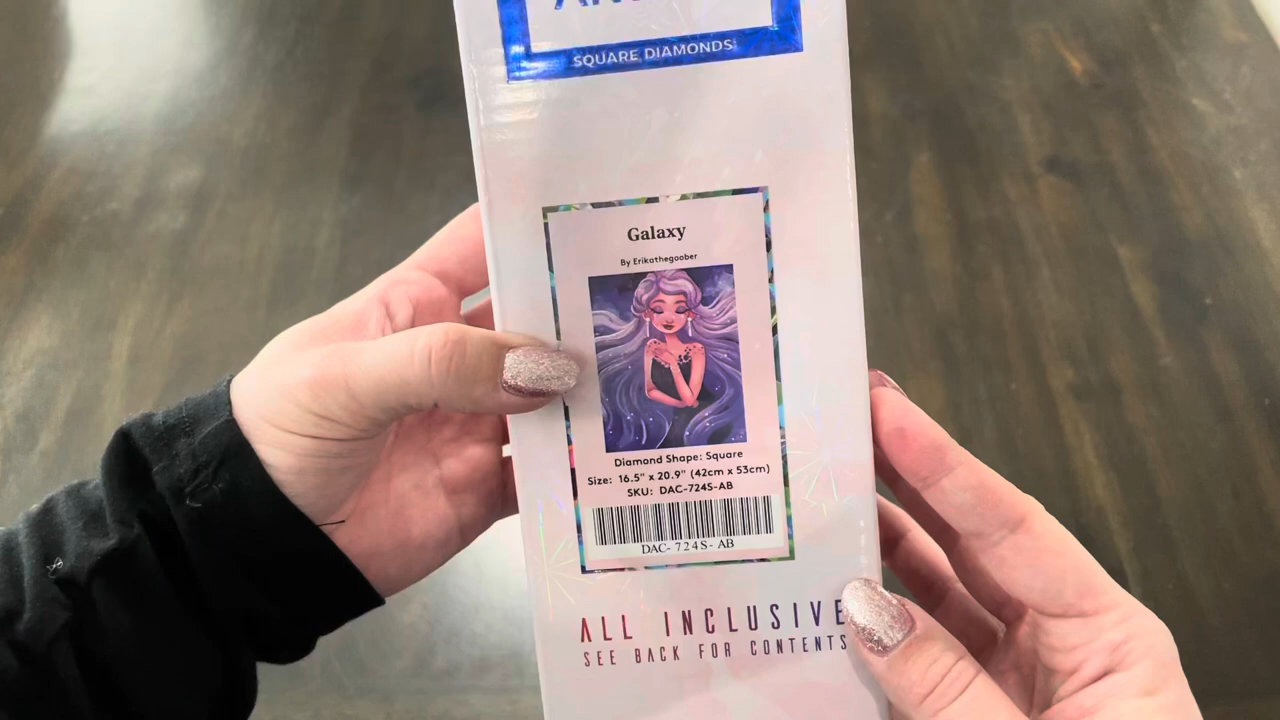 SQUARE DIAMONDS
Galaxy
By Erikathegoober
Diamond Shape: Square
Size: 16.5" x 20.9" (42cm x 53cm)
SKU: DAC-724S-AB
DAC- 724S- AB
ALL INCLUSIVE
SEE BACK FOR CONTENTS